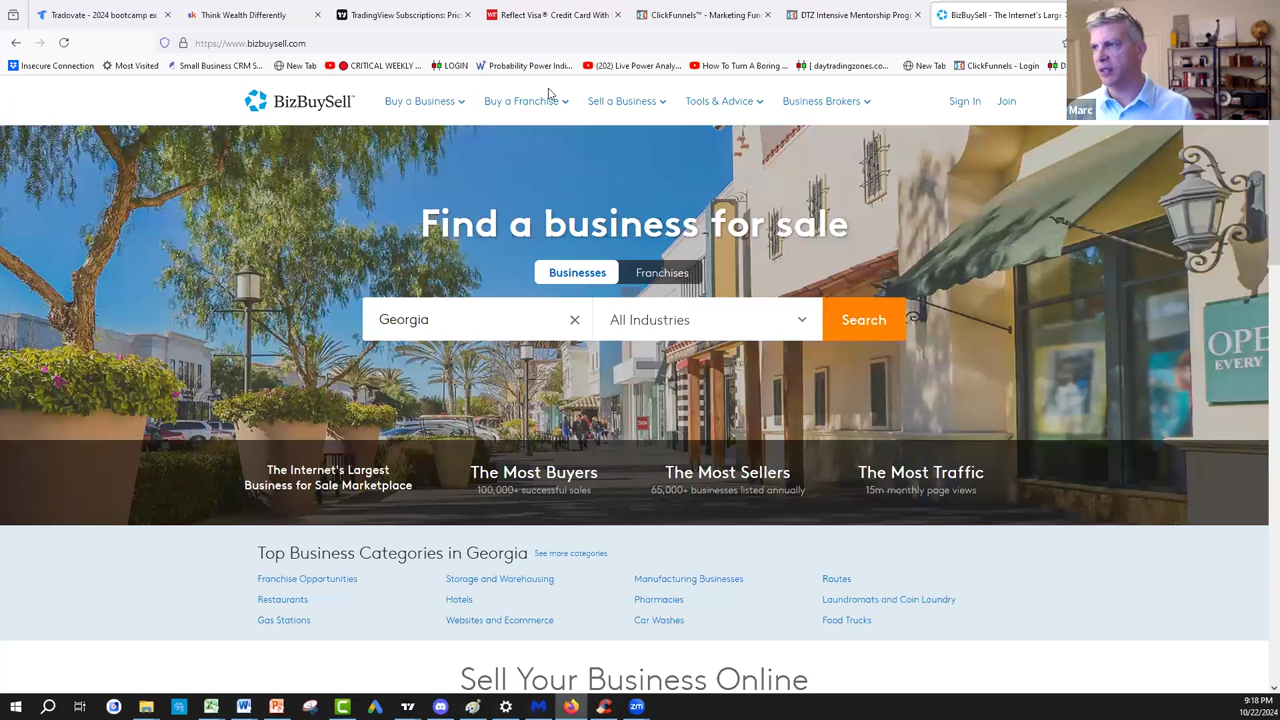 Tradovate - 2024 bootcamp ex
Think Wealth Differently
TradingView Subscriptions: Pric
Reflect Visa® Credit Card With
ClickFunnels™ - Marketing Fun
DTZ Intensive Mentorship Prog
BizBuySell - The Internet's Large
https://www.bizbuysell.com
Insecure Connection
Most Visited
Small Business CRM S...
New Tab
CRITICAL WEEKLY ...
LOGIN
Probability Power Indi...
(202) Live Power Analy...
How To Turn A Boring ...
[ daytradingzones.co...
New Tab
ClickFunnels - Login
Marc
BizBuySell
Buy a Business
Buy a Franchise
Sell a Business
Tools & Advice
Business Brokers
Sign In
Join
Find a business for sale
Businesses
Franchises
Georgia
All Industries
Search
OPE
EVERY
The Internet's Largest
Business for Sale Marketplace
The Most Buyers
100,000+ successful sales
The Most Sellers
65,000+ businesses listed annually
The Most Traffic
15m monthly page views
Top Business Categories in Georgia
See more categories
Franchise Opportunities
Storage and Warehousing
Manufacturing Businesses
Routes
Restaurants
Hotels
Pharmacies
Laundromats and Coin Laundry
Gas Stations
Websites and Ecommerce
Car Washes
Food Trucks
Sell Your Business Online
9:18 PM
10/22/2024